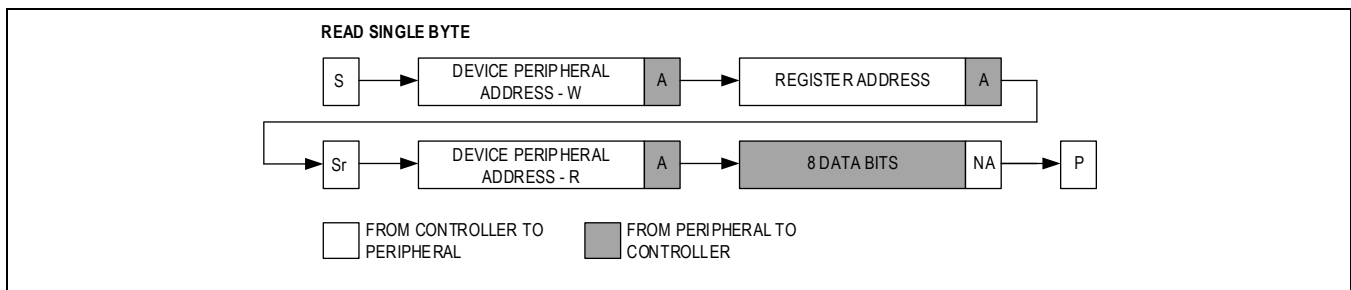 READ SINGLE BYTE
S
DEVICE PERIPHERAL
ADDRESS - W
A
REGISTER ADDRESS
A
Sr
DEVICE PERIPHERAL
ADDRESS - R
A
8 DATA BITS
NA
P
FROM CONTROLLER TO
PERIPHERAL
FROM PERIPHERAL TO
CONTROLLER